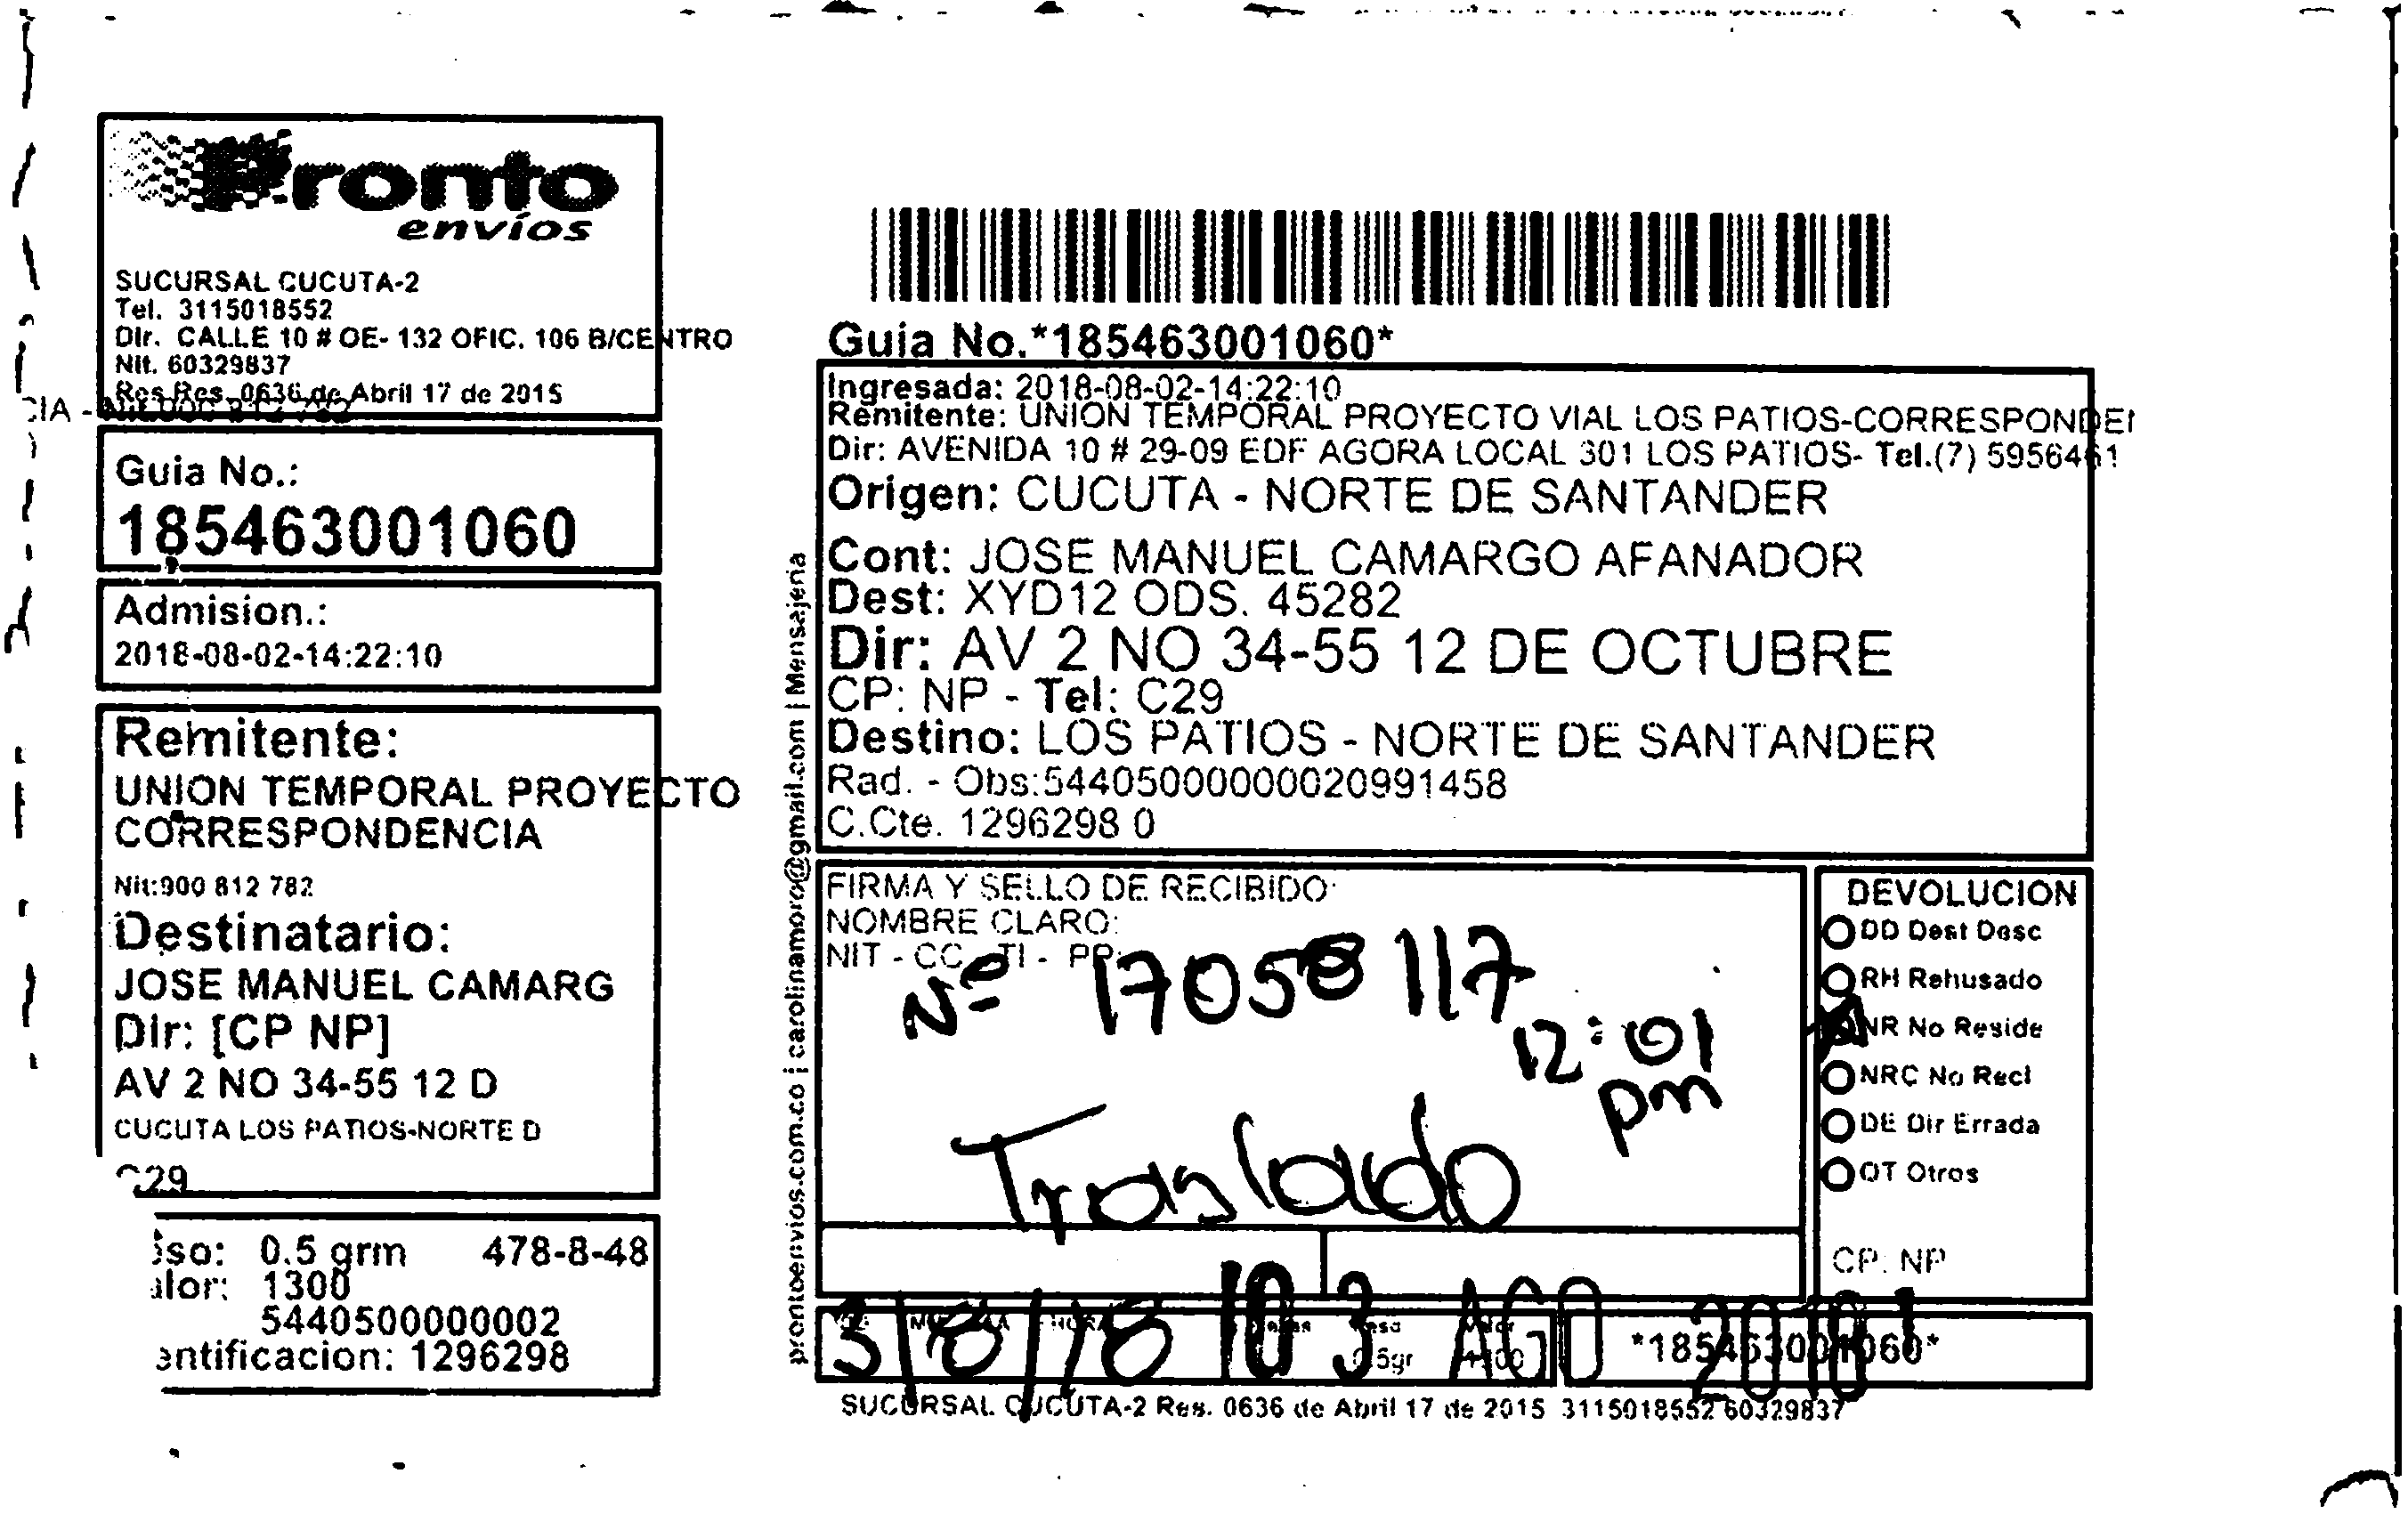 Pronto
envíos
SUCURSAL CUCUTA-2
Tel. 3115018552
Dir. CALLE 10 # OE- 132 OFIC. 106 B/CENTRO
Nit. 60329837
Res Res. 0636 de Abril 17 de 2015
Guia No.:
185463001060
Admision.:
2018-08-02-14:22:10
Remitente:
UNION TEMPORAL PROYECTO
CORRESPONDENCIA
Nit:900 812 782
Destinatario:
JOSE MANUEL CAMARG
Dir: [CP NP]
AV 2 NO 34-55 12 D
CUCUTA LOS PATIOS-NORTE D
C29
eso: 0.5 grm 478-8-48
alor: 1300
5440500000002
entificacion: 1296298
prontoenvios.com.co | carolinamoro@gmail.com | Mensajeria
Guia No.*185463001060*
Ingresada: 2018-08-02-14:22:10
Remitente: UNION TEMPORAL PROYECTO VIAL LOS PATIOS-CORRESPONDEN
Dir: AVENIDA 10 # 29-09 EDF AGORA LOCAL 301 LOS PATIOS- Tel.(7) 5956461
Origen: CUCUTA - NORTE DE SANTANDER
Cont: JOSE MANUEL CAMARGO AFANADOR
Dest: XYD12 ODS. 45282
Dir: AV 2 NO 34-55 12 DE OCTUBRE
CP: NP - Tel: C29
Destino: LOS PATIOS - NORTE DE SANTANDER
Rad. - Obs:5440500000020991458
C.Cte. 1296298 0
FIRMA Y SELLO DE RECIBIDO:
NOMBRE CLARO:
NIT - CC - TI - PP:
Nº 17058117
12:01
pm
Traslado
DEVOLUCION
DD Dest Desc
RH Rehusado
NR No Reside
NRC No Recl
DE Dir Errada
OT Otros
CP: NP
3/8/18 03 AGO 2018
*185463001060*
SUCURSAL CUCUTA-2 Res. 0636 de Abril 17 de 2015 3115018552 60329837